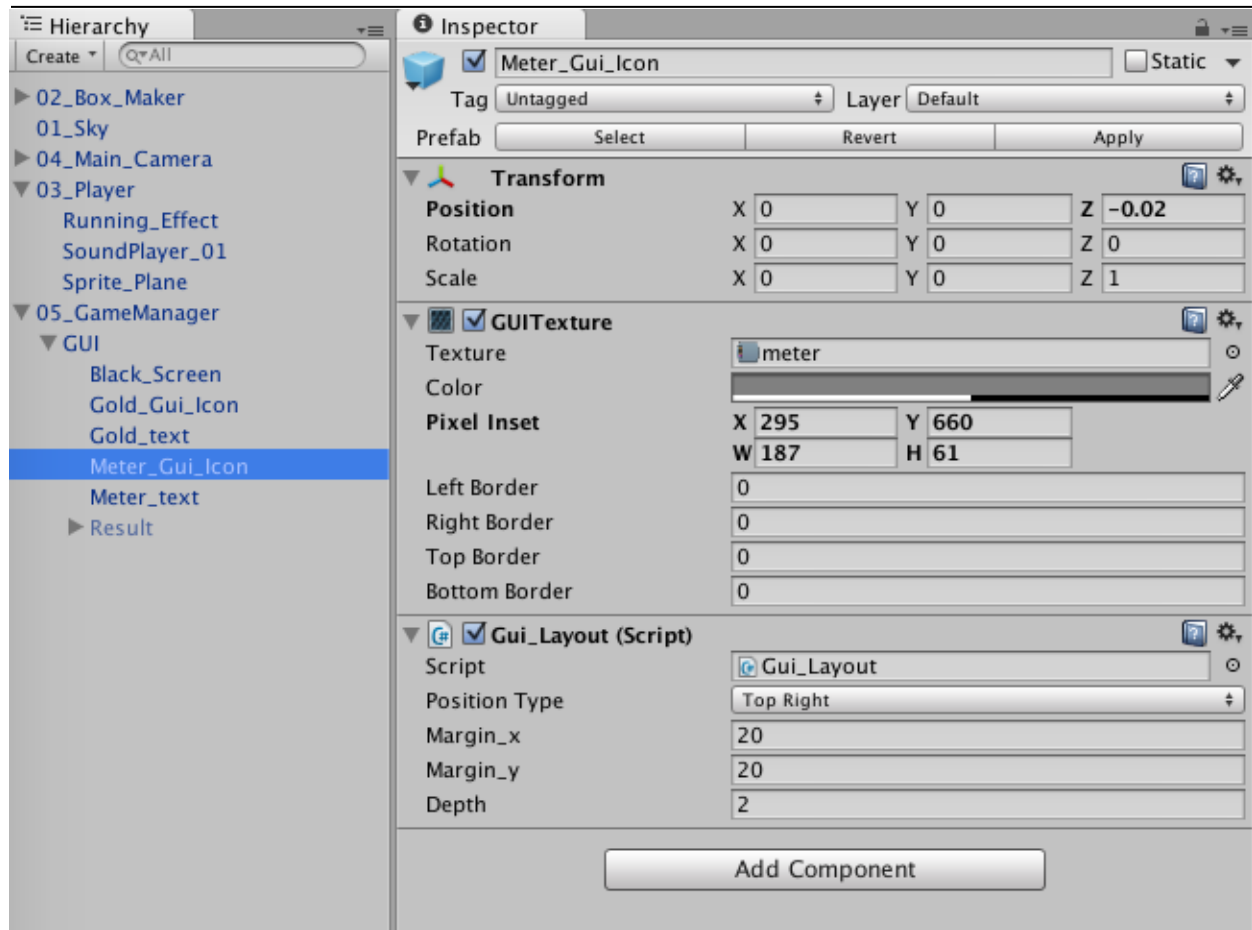 Hierarchy
Create
All
02_Box_Maker
01_Sky
04_Main_Camera
03_Player
Running_Effect
SoundPlayer_01
Sprite_Plane
05_GameManager
GUI
Black_Screen
Gold_Gui_Icon
Gold_text
Meter_Gui_Icon
Meter_text
Result
Inspector
Meter_Gui_Icon Static
Tag Untagged Layer Default
Prefab Select Revert Apply
Transform
Position X 0 Y 0 Z -0.02
Rotation X 0 Y 0 Z 0
Scale X 0 Y 0 Z 1
GUITexture
Texture meter
Color
Pixel Inset X 295 Y 660
W 187 H 61
Left Border 0
Right Border 0
Top Border 0
Bottom Border 0
Gui_Layout (Script)
Script Gui_Layout
Position Type Top Right
Margin_x 20
Margin_y 20
Depth 2
Add Component